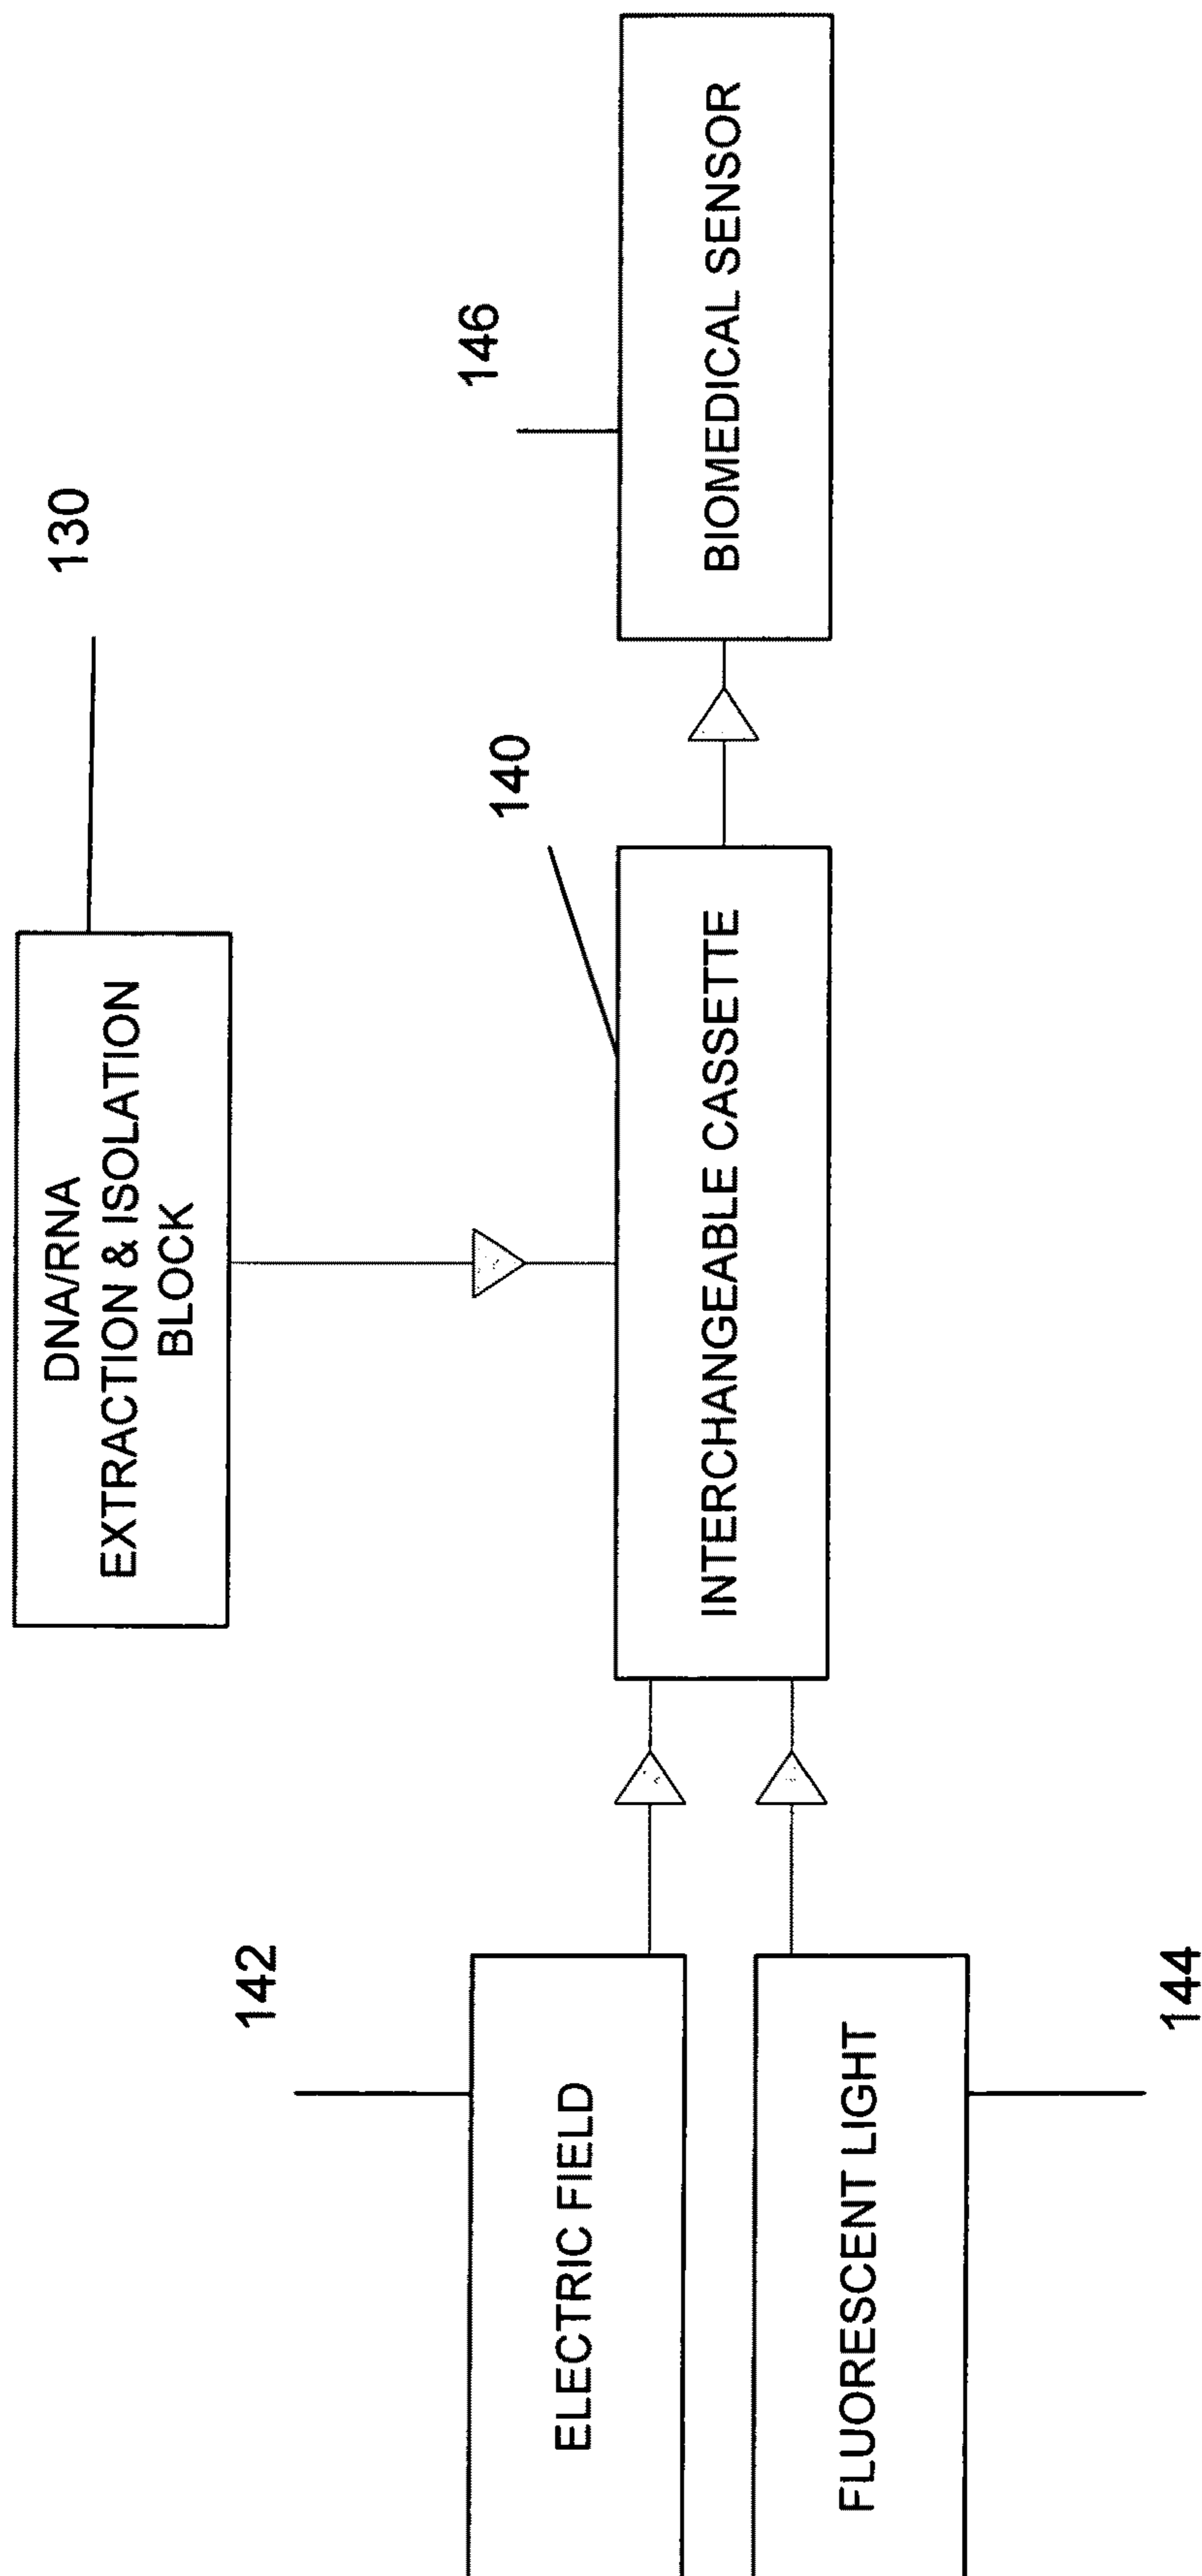 130
DNA/RNA
EXTRACTION & ISOLATION
BLOCK
142
140
146
ELECTRIC FIELD
INTERCHANGEABLE CASSETTE
BIOMEDICAL SENSOR
FLUORESCENT LIGHT
144